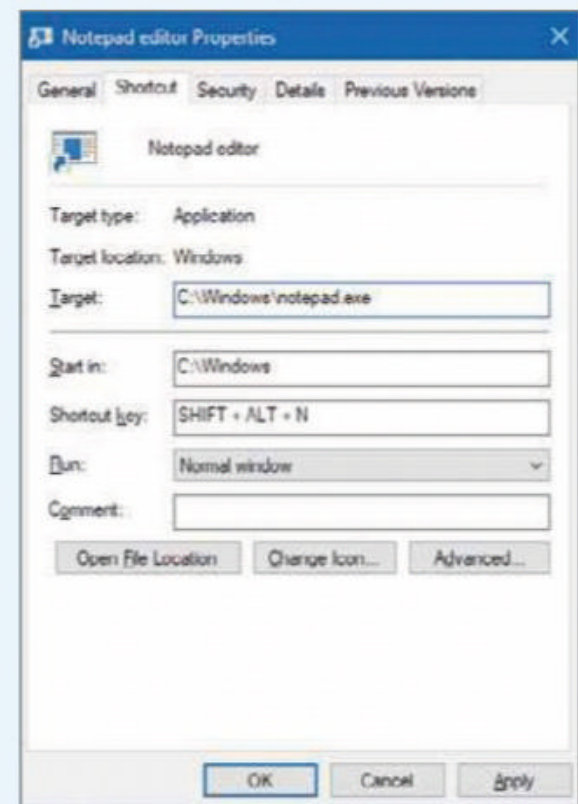 Notepad editor Properties
General Shortcut Security Details Previous Versions
Notepad editor
Target type: Application
Target location: Windows
Target: C:\Windows\notepad.exe
Start in: C:\Windows
Shortcut key: SHIFT + ALT + N
Run: Normal window
Comment:
Open File Location Change Icon... Advanced...
OK Cancel Apply